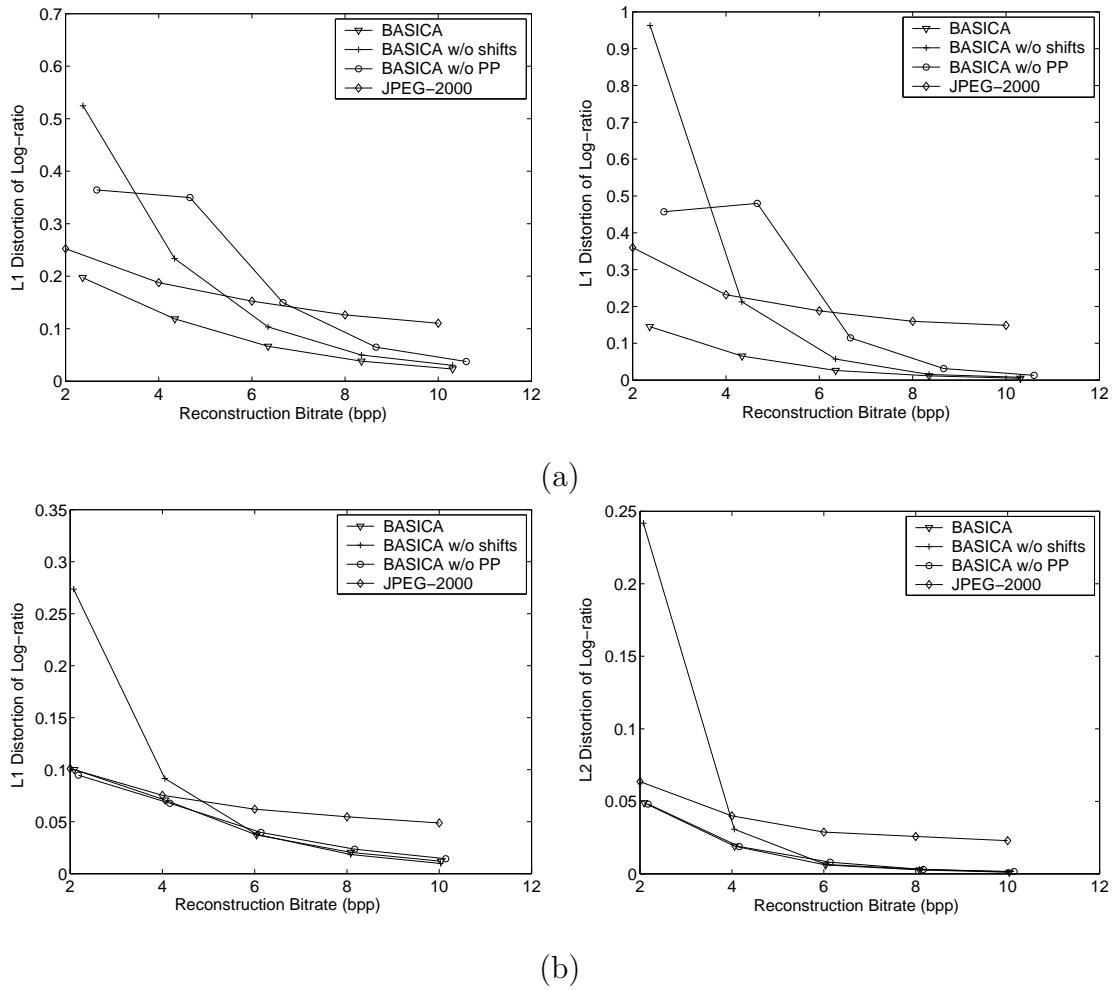 0.7
0.6
0.5
0.4
0.3
0.2
0.1
0
2
4
6
8
10
12
L1 Distortion of Log-ratio
Reconstruction Bitrate (bpp)
BASICA
BASICA w/o shifts
BASICA w/o PP
JPEG-2000
1
0.9
0.8
0.7
0.6
0.5
0.4
0.3
0.2
0.1
0
2
4
6
8
10
12
L1 Distortion of Log-ratio
Reconstruction Bitrate (bpp)
BASICA
BASICA w/o shifts
BASICA w/o PP
JPEG-2000
(a)
0.35
0.3
0.25
0.2
0.15
0.1
0.05
0
2
4
6
8
10
12
L1 Distortion of Log-ratio
Reconstruction Bitrate (bpp)
BASICA
BASICA w/o shifts
BASICA w/o PP
JPEG-2000
0.25
0.2
0.15
0.1
0.05
0
2
4
6
8
10
12
L2 Distortion of Log-ratio
Reconstruction Bitrate (bpp)
BASICA
BASICA w/o shifts
BASICA w/o PP
JPEG-2000
(b)